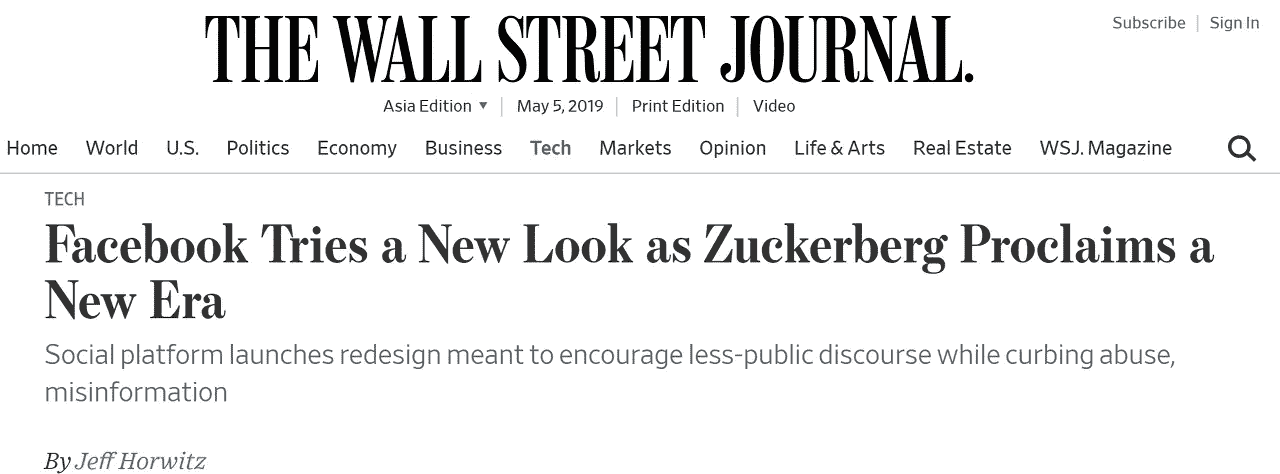 Subscribe | Sign In
THE WALL STREET JOURNAL.
Asia Edition ▼ | May 5, 2019 | Print Edition | Video
Home World U.S. Politics Economy Business Tech Markets Opinion Life & Arts Real Estate WSJ. Magazine
TECH
Facebook Tries a New Look as Zuckerberg Proclaims a
New Era
Social platform launches redesign meant to encourage less-public discourse while curbing abuse,
misinformation
By Jeff Horwitz